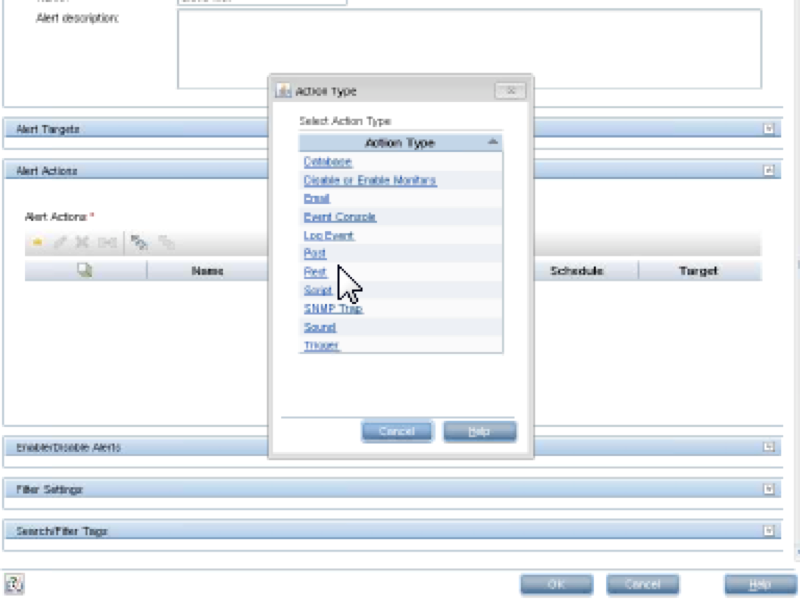 Alert description:
Action Type
Select Action Type
Action Type
Database
Disable or Enable Monitors
Email
Event Console
Log Event
Post
Rest
Script
SNMP Trap
Sound
Trigger
Cancel
Help
Alert Targets
Alert Actions
Alert Actions *
Name
Schedule
Target
Enable/Disable Alerts
Filter Settings
Search/Filter Tags
OK
Cancel
Help